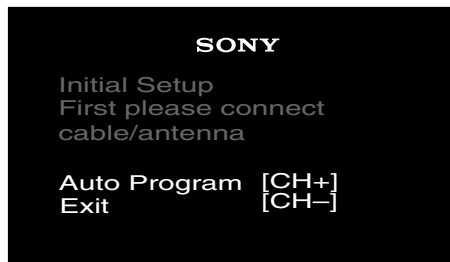 SONY
Initial Setup
First please connect
cable/antenna
Auto Program [CH+]
Exit [CH–]